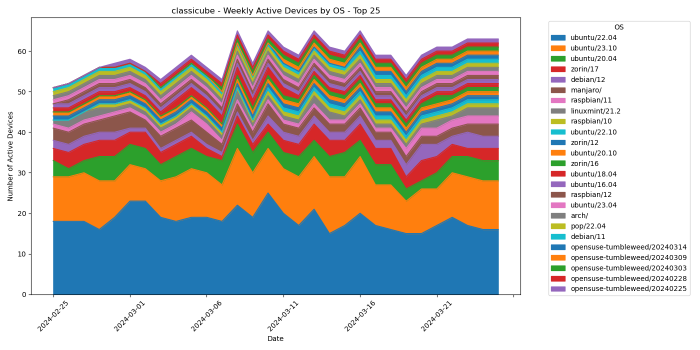 classicube - Weekly Active Devices by OS - Top 25
Number of Active Devices
60
50
40
30
20
10
0
2024-02-25
2024-03-01
2024-03-06
2024-03-11
2024-03-16
2024-03-21
Date
OS
ubuntu/22.04
ubuntu/23.10
ubuntu/20.04
zorin/17
debian/12
manjaro/
raspbian/11
linuxmint/21.2
raspbian/10
ubuntu/22.10
zorin/12
ubuntu/20.10
zorin/16
ubuntu/18.04
ubuntu/16.04
raspbian/12
ubuntu/23.04
arch/
pop/22.04
debian/11
opensuse-tumbleweed/20240314
opensuse-tumbleweed/20240309
opensuse-tumbleweed/20240303
opensuse-tumbleweed/20240228
opensuse-tumbleweed/20240225